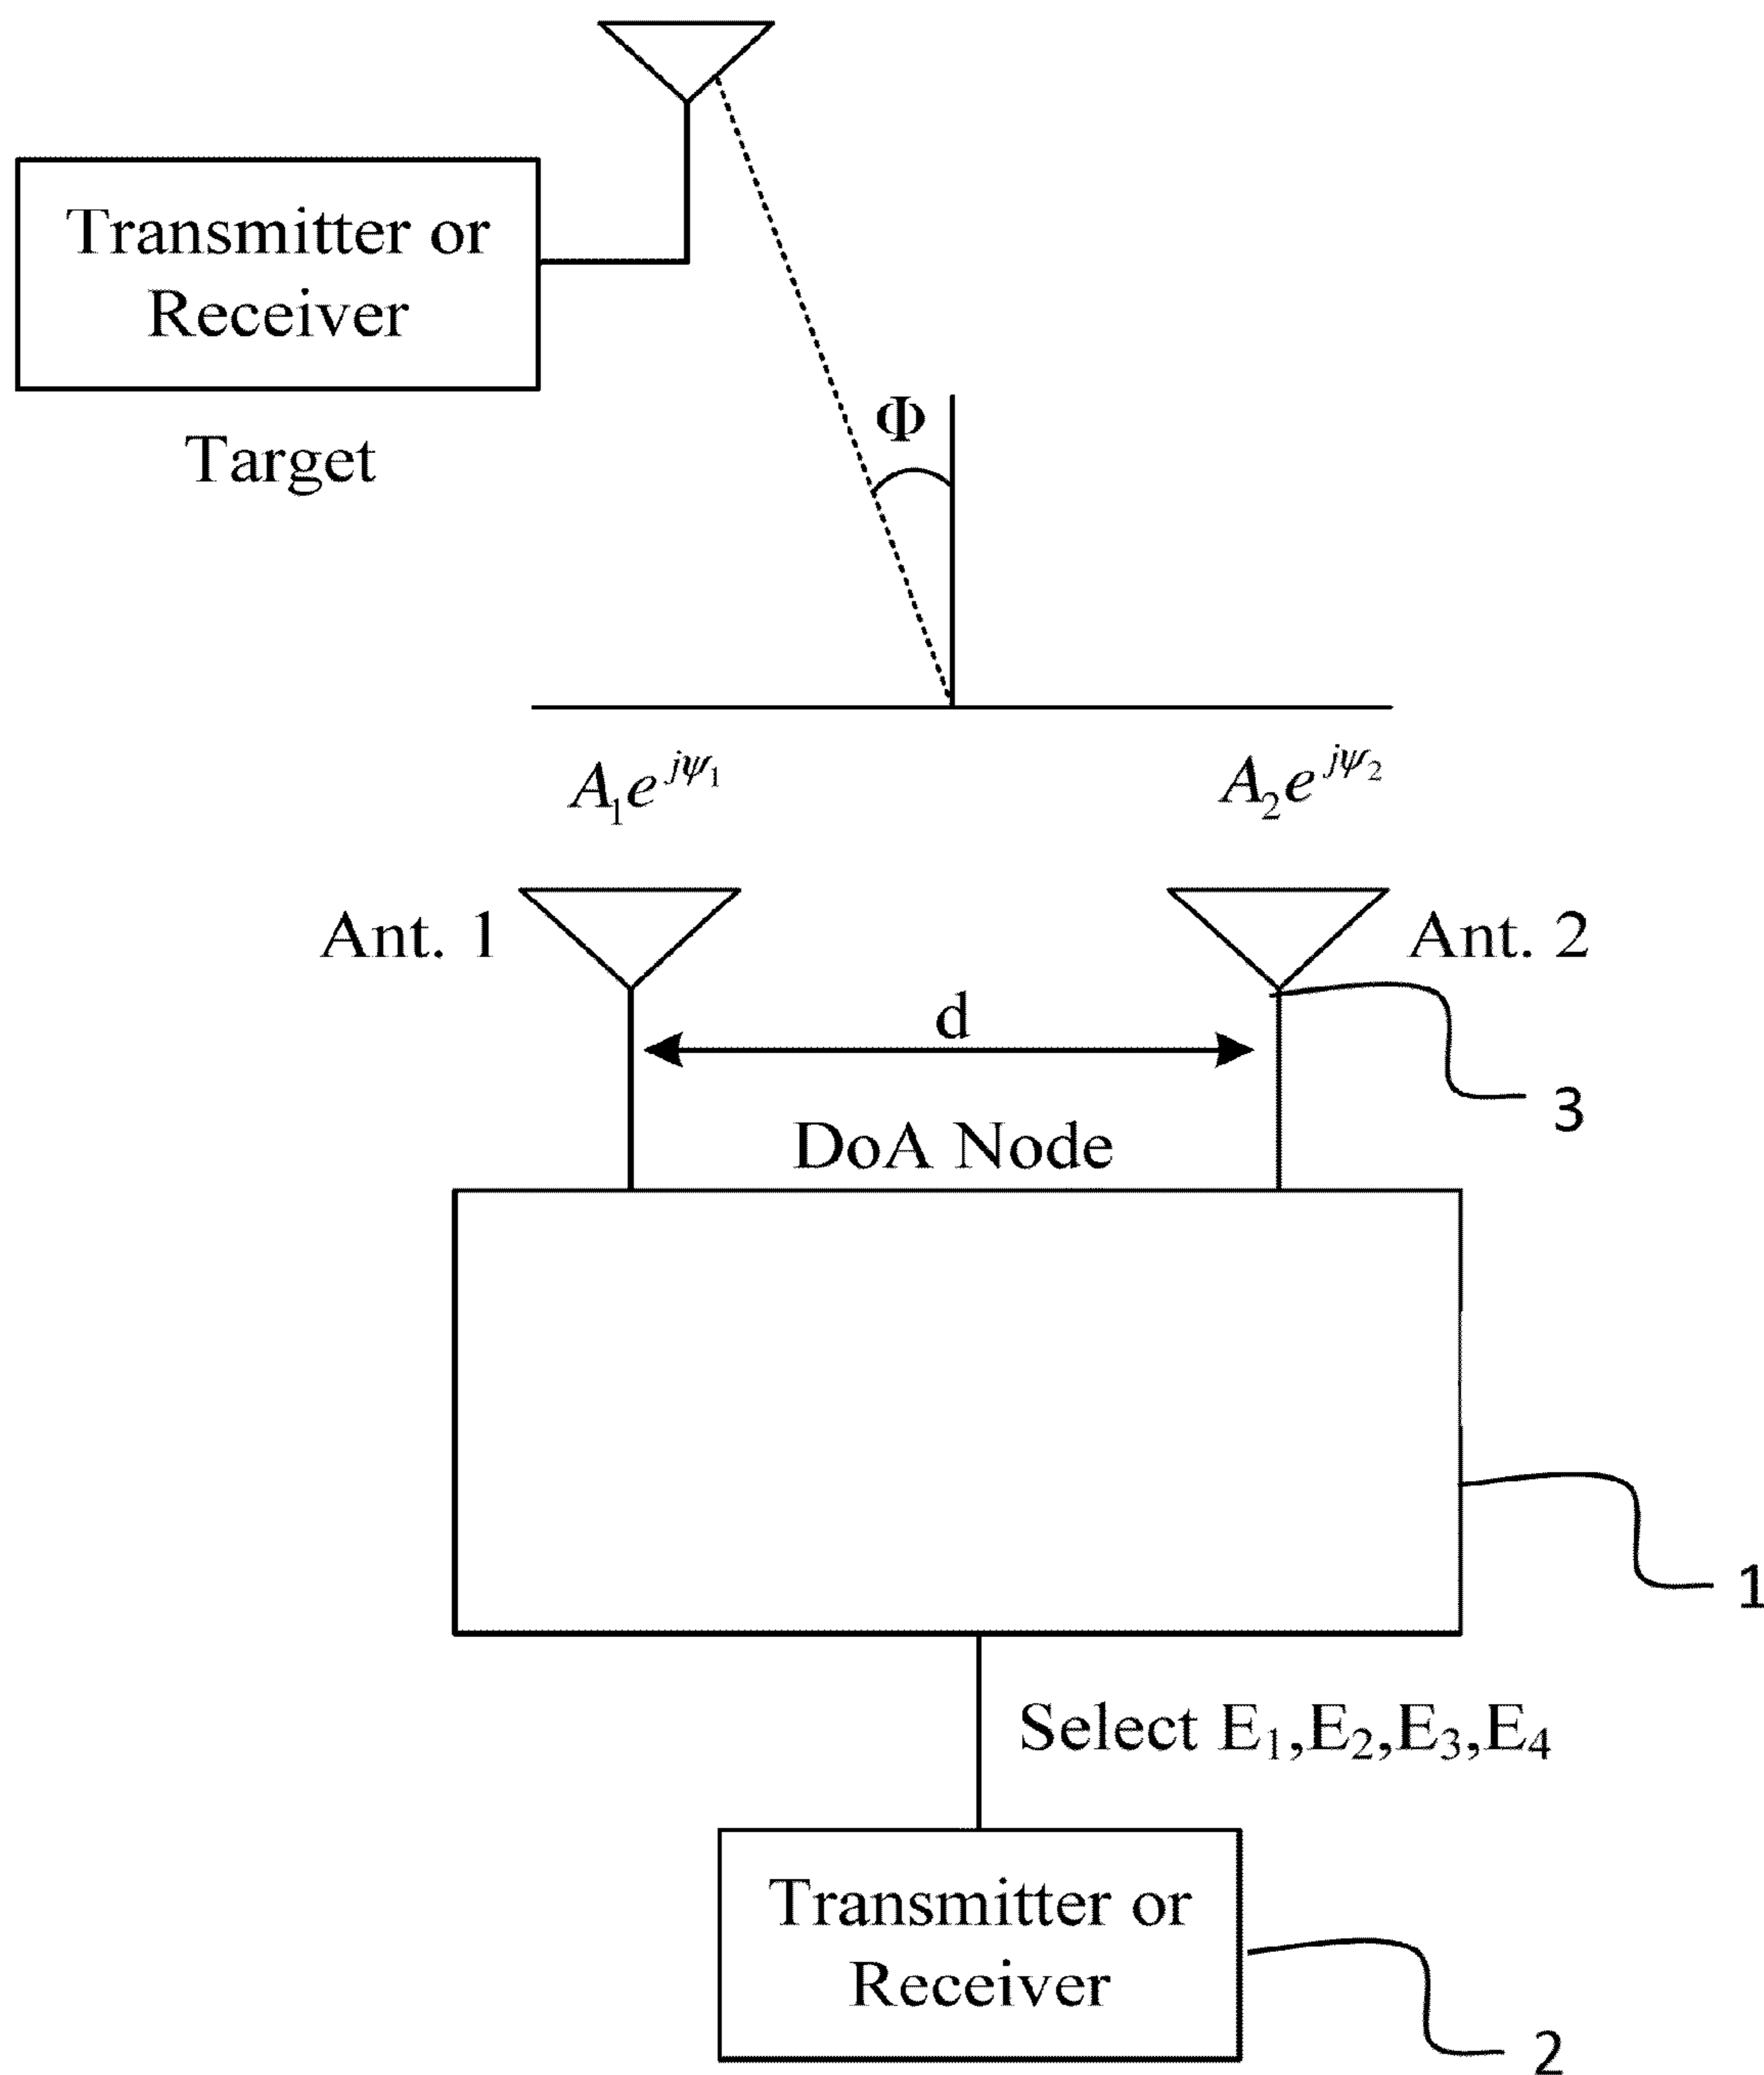 Transmitter or
Receiver
Target
Φ
A₁e^{jψ₁}
A₂e^{jψ₂}
Ant. 1
Ant. 2
d
3
DoA Node
1
Select E₁,E₂,E₃,E₄
Transmitter or
Receiver
2